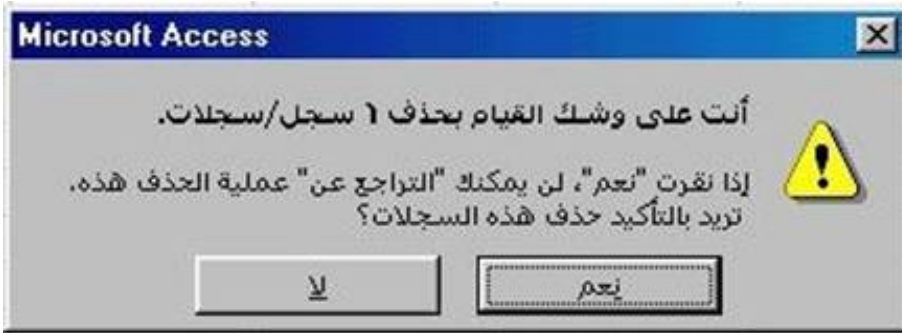 Microsoft Access
أنت على وشك القيام بحذف ١ سجل/سجلات.
إذا نقرت "نعم"، لن يمكنك "التراجع عن" عملية الحذف هذه.
تريد بالتأكيد حذف هذه السجلات؟
نعم
لا